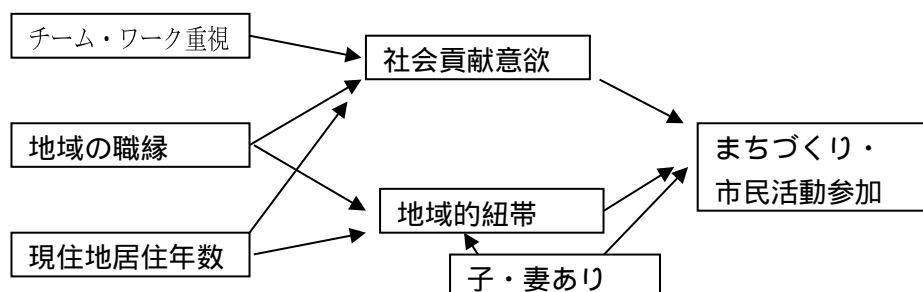 チーム・ワーク重視
社会貢献意欲
地域の職縁
まちづくり・
市民活動参加
地域的紐帯
現住地居住年数
子・妻あり